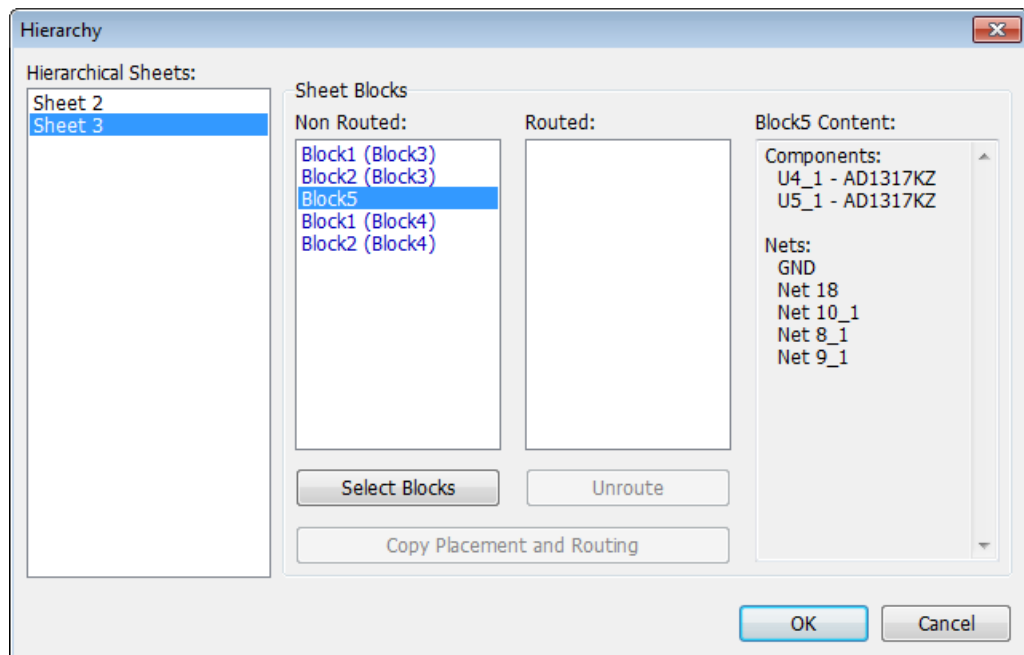 Hierarchy
Hierarchical Sheets:
Sheet 2
Sheet 3
Sheet Blocks
Non Routed:
Block1 (Block3)
Block2 (Block3)
Block5
Block1 (Block4)
Block2 (Block4)
Select Blocks
Routed:
Unroute
Copy Placement and Routing
Block5 Content:
Components:
U4_1 - AD1317KZ
U5_1 - AD1317KZ
Nets:
GND
Net 18
Net 10_1
Net 8_1
Net 9_1
OK
Cancel